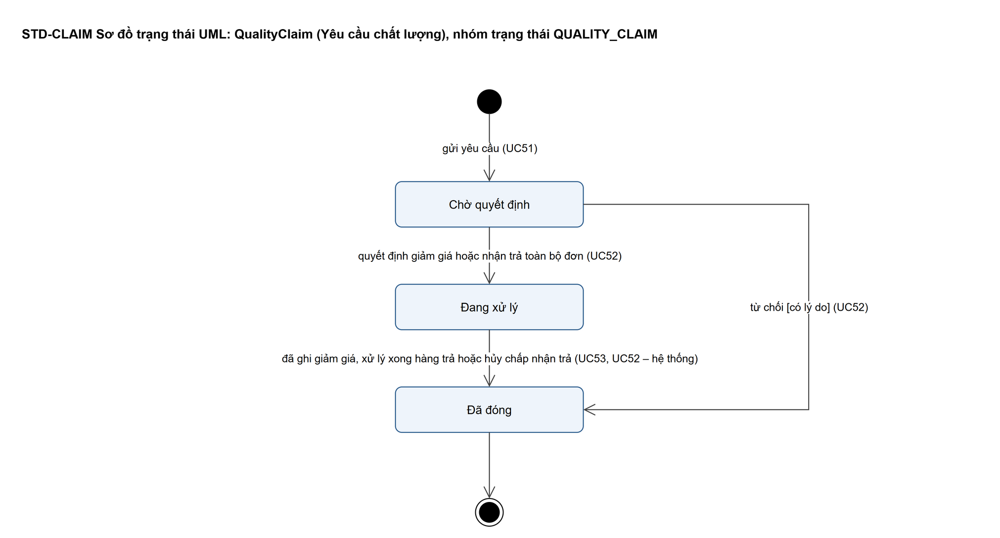 STD-CLAIM Sơ đồ trạng thái UML: QualityClaim (Yêu cầu chất lượng), nhóm trạng thái QUALITY_CLAIM
gửi yêu cầu (UC51)
Chờ quyết định
quyết định giảm giá hoặc nhận trả toàn bộ đơn (UC52)
Đang xử lý
từ chối [có lý do] (UC52)
đã ghi giảm giá, xử lý xong hàng trả hoặc hủy chấp nhận trả (UC53, UC52 – hệ thống)
Đã đóng